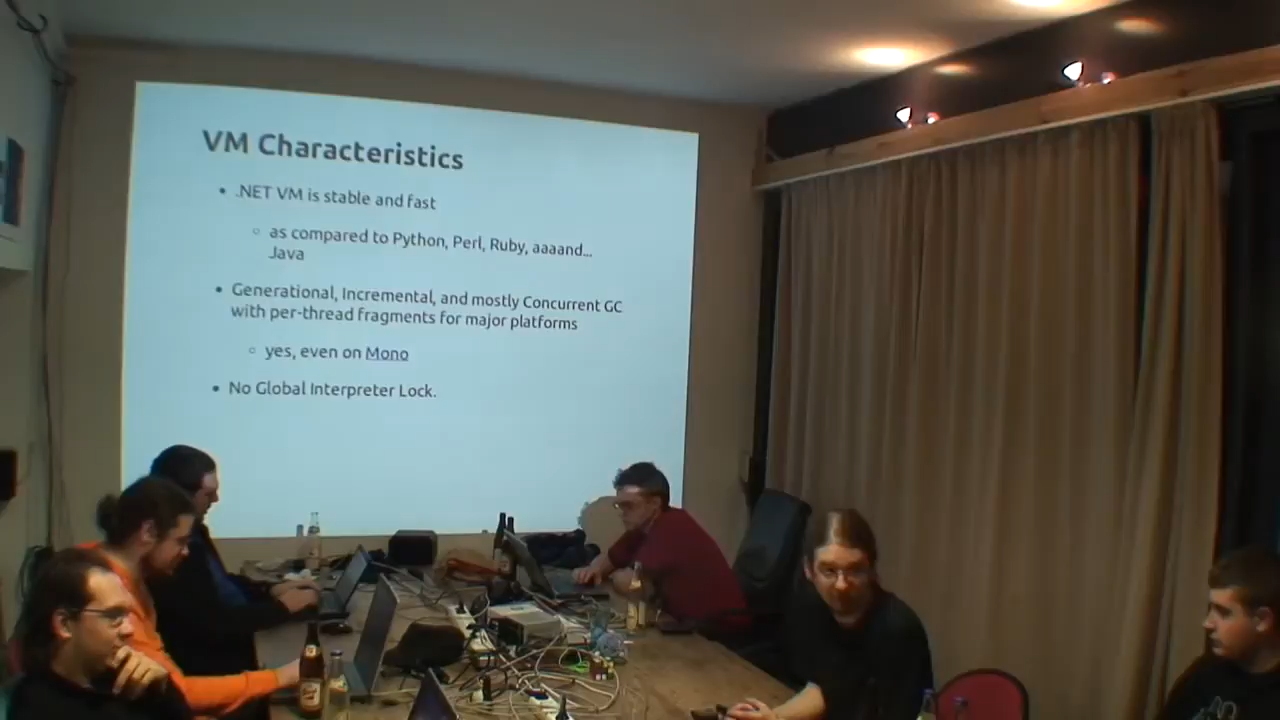 VM Characteristics
• .NET VM is stable and fast
◦ as compared to Python, Perl, Ruby, aaaand...
Java
• Generational, Incremental, and mostly Concurrent GC
with per-thread fragments for major platforms
◦ yes, even on Mono
• No Global Interpreter Lock.